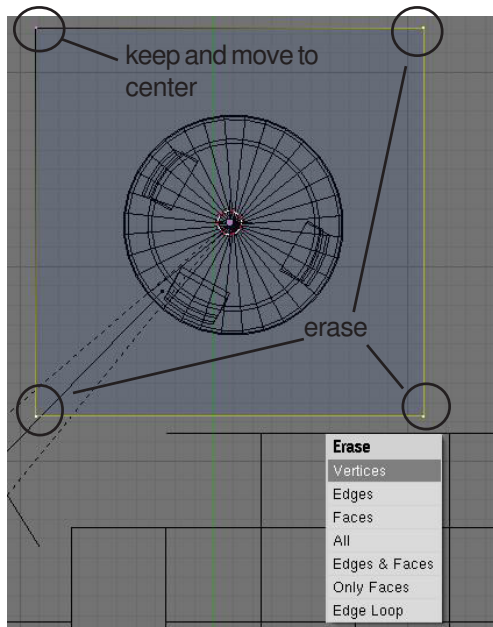 keep and move to
center
erase
Erase
Vertices
Edges
Faces
All
Edges & Faces
Only Faces
Edge Loop